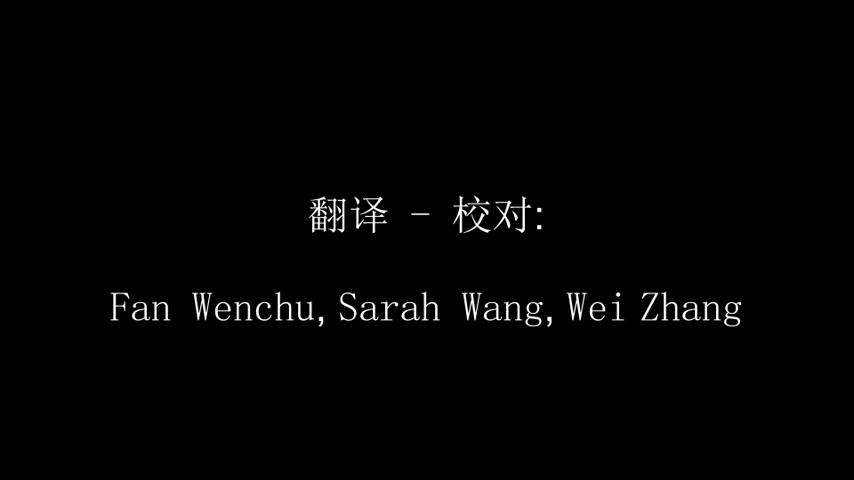 翻译 - 校对:
Fan Wenchu, Sarah Wang, Wei Zhang